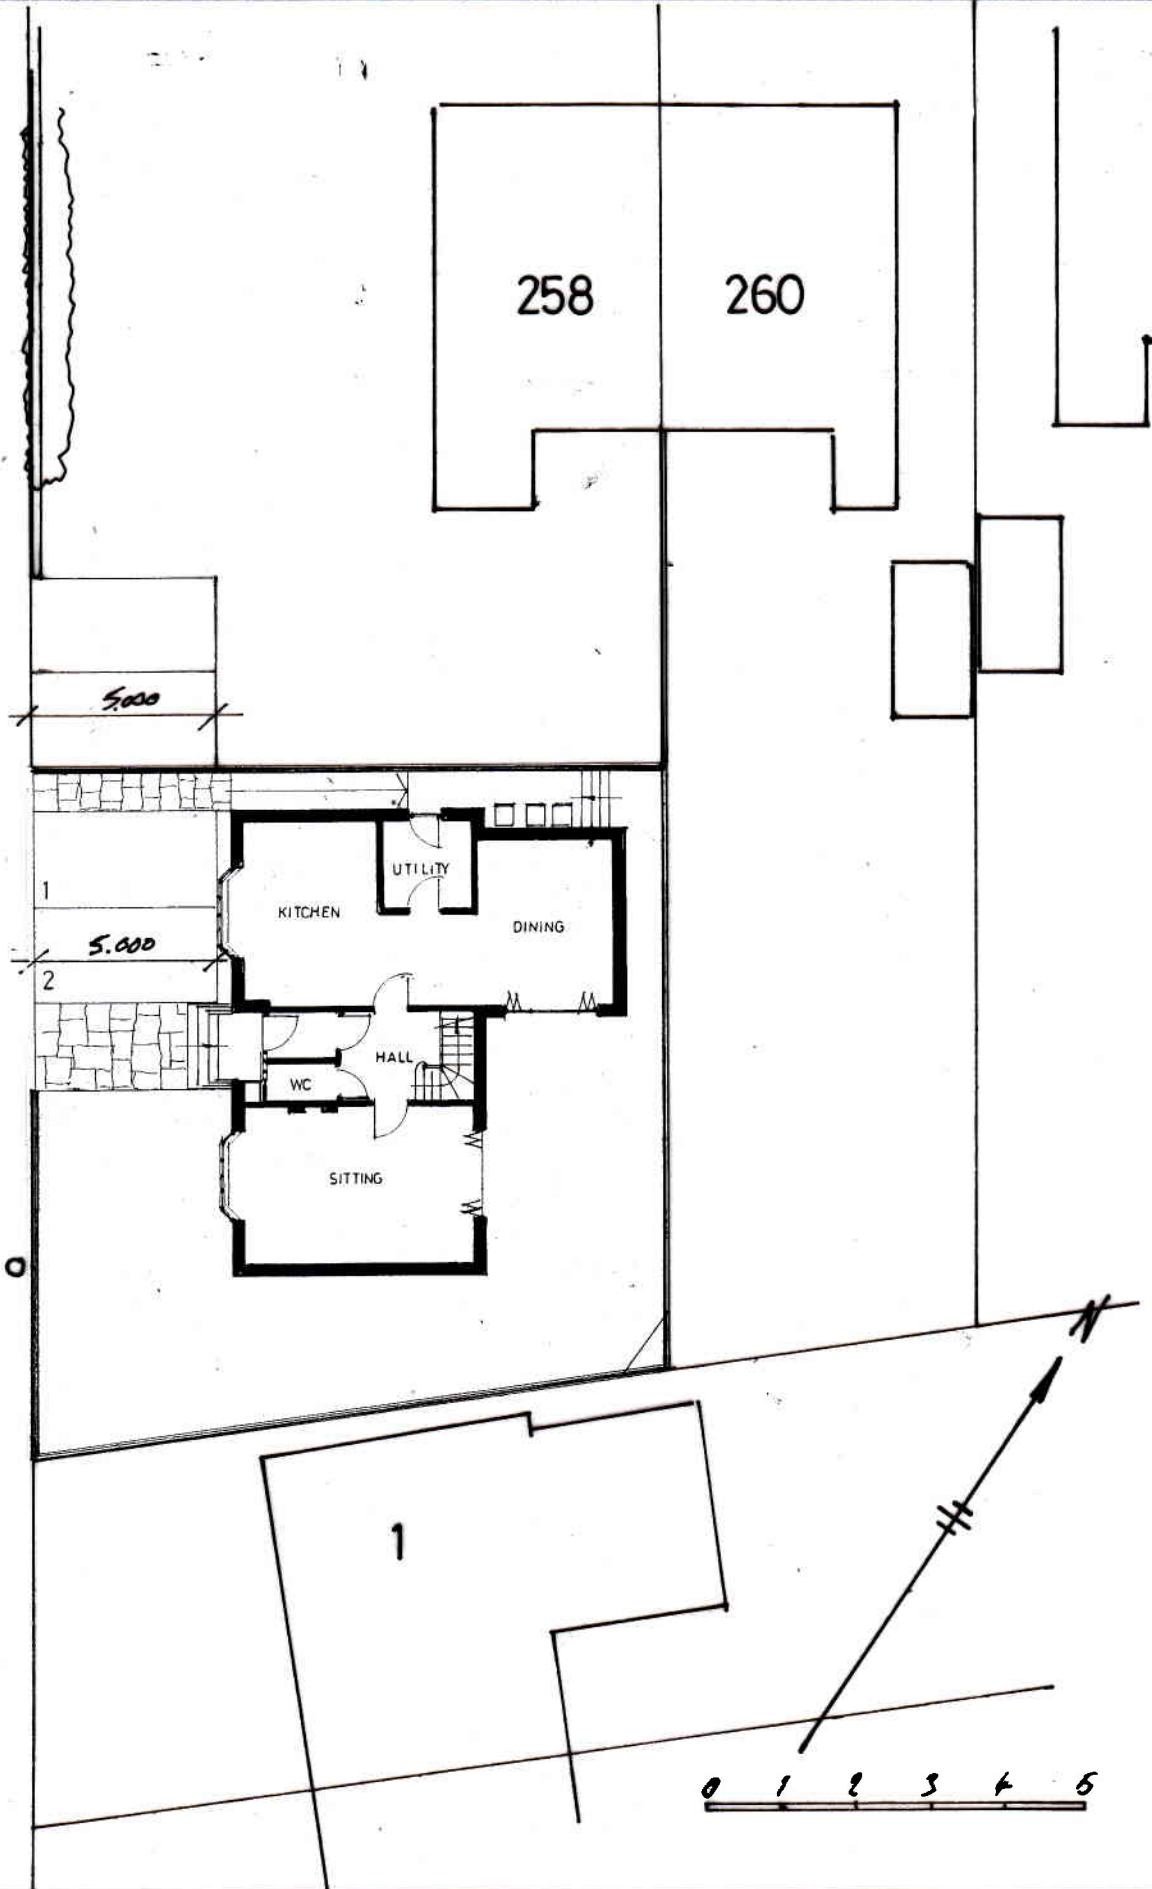 258
260
5.000
1
UTILITY
KITCHEN
DINING
5.000
2
HALL
WC
SITTING
N
1
0 1 2 3 4 5